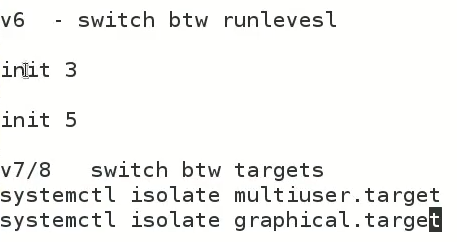 v6  - switch btw runlevesl
init 3
init 5
v7/8   switch btw targets
systemctl isolate multiuser.target
systemctl isolate graphical.target